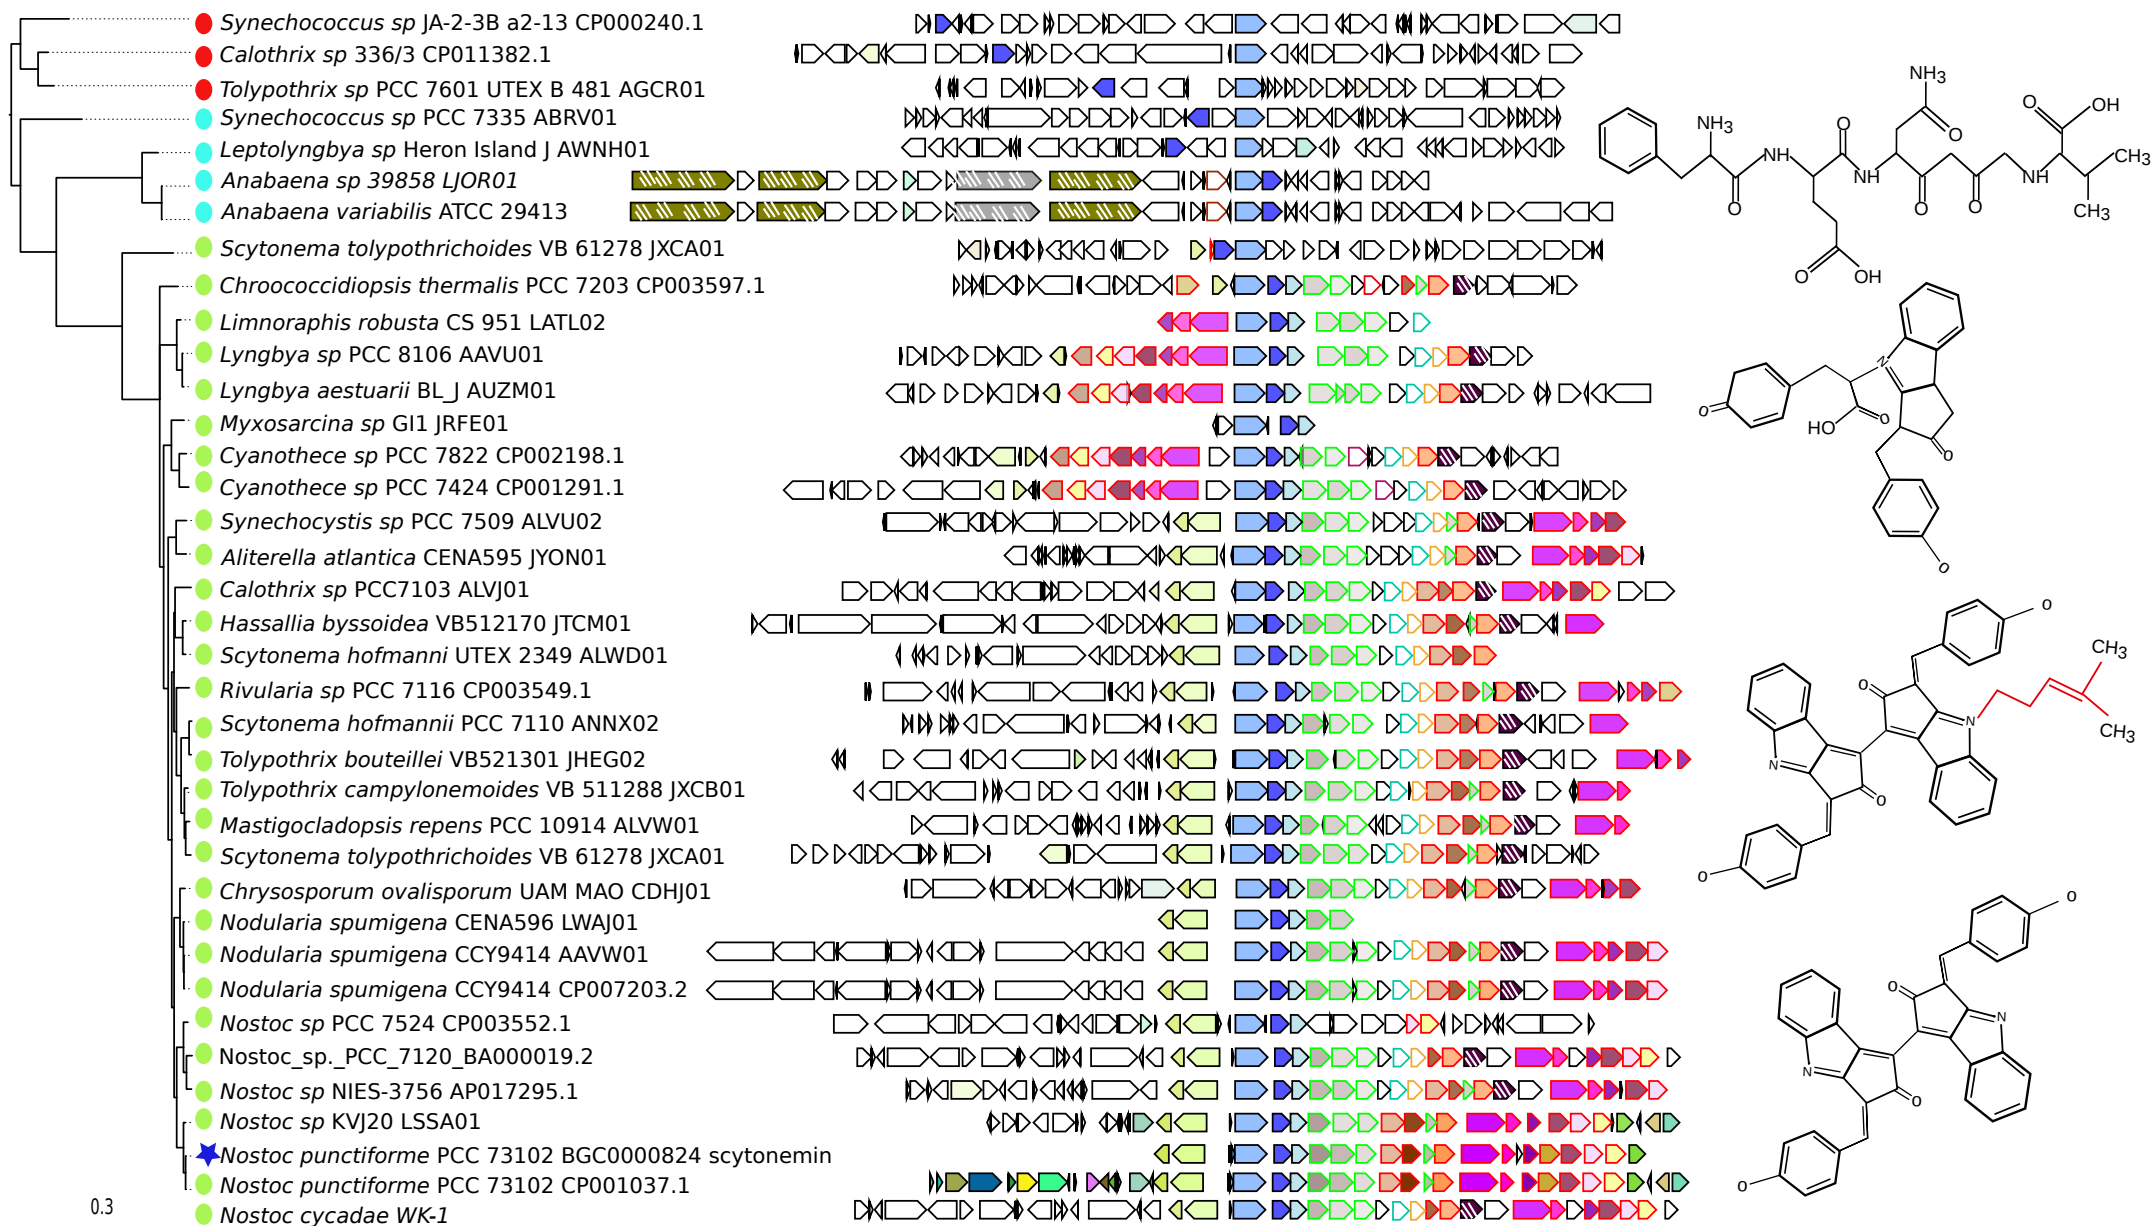 Synechococcus sp JA-2-3B a2-13 CP000240.1
Calothrix sp 336/3 CP011382.1
Tolypothrix sp PCC 7601 UTEX B 481 AGCR01
Synechococcus sp PCC 7335 ABRV01
Leptolyngbya sp Heron Island J AWNH01
Anabaena sp 39858 LJOR01
Anabaena variabilis ATCC 29413
Scytonema tolypothrichoides VB 61278 JXCA01
Chroococcidiopsis thermalis PCC 7203 CP003597.1
Limnoraphis robusta CS 951 LATL02
Lyngbya sp PCC 8106 AAVU01
Lyngbya aestuarii BL_J AUZM01
Myxosarcina sp GI1 JRFE01
Cyanothece sp PCC 7822 CP002198.1
Cyanothece sp PCC 7424 CP001291.1
Synechocystis sp PCC 7509 ALVU02
Aliterella atlantica CENA595 JYON01
Calothrix sp PCC7103 ALVJ01
Hassallia byssoidea VB512170 JTCM01
Scytonema hofmanni UTEX 2349 ALWD01
Rivularia sp PCC 7116 CP003549.1
Scytonema hofmannii PCC 7110 ANNX02
Tolypothrix bouteillei VB521301 JHEG02
Tolypothrix campylonemoides VB 511288 JXCB01
Mastigocladopsis repens PCC 10914 ALVW01
Scytonema tolypothrichoides VB 61278 JXCA01
Chrysosporum ovalisporum UAM MAO CDHJ01
Nodularia spumigena CENA596 LWAJ01
Nodularia spumigena CCY9414 AAVW01
Nodularia spumigena CCY9414 CP007203.2
Nostoc sp PCC 7524 CP003552.1
Nostoc_sp._PCC_7120_BA000019.2
Nostoc sp NIES-3756 AP017295.1
Nostoc sp KVJ20 LSSA01
Nostoc punctiforme PCC 73102 BGC0000824 scytonemin
Nostoc punctiforme PCC 73102 CP001037.1
Nostoc cycadae WK-1
0.3
NH3
NH3
O
OH
O
O
NH
CH3
NH
NH
O
O
O
CH3
O
OH
N
O
O
HO
O
O
O
CH3
O
N
CH3
N
O
O
O
O
N
N
O
O